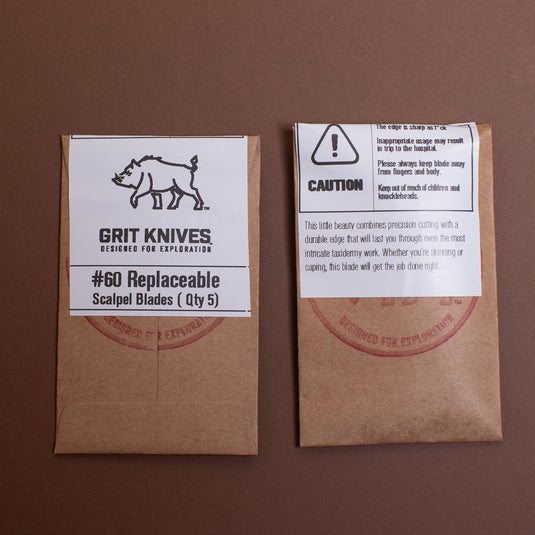 GRIT KNIVES
DESIGNED FOR EXPLORATION
#60 Replaceable
Scalpel Blades ( Qty 5)
DESIGNED FOR EXPLORATION
The edge is sharp as f*ck
Inappropriate usage may result
in trip to the hospital.
Please always keep blade away
from fingers and body.
CAUTION
Keep out of reach of children and
knuckleheads.
This little beauty combines precision cutting with a
durable edge that will last you through even the most
intricate taxidermy work. Whether you're skinning or
caping, this blade will get the job done right.
DESIGNED FOR EXPLORATION